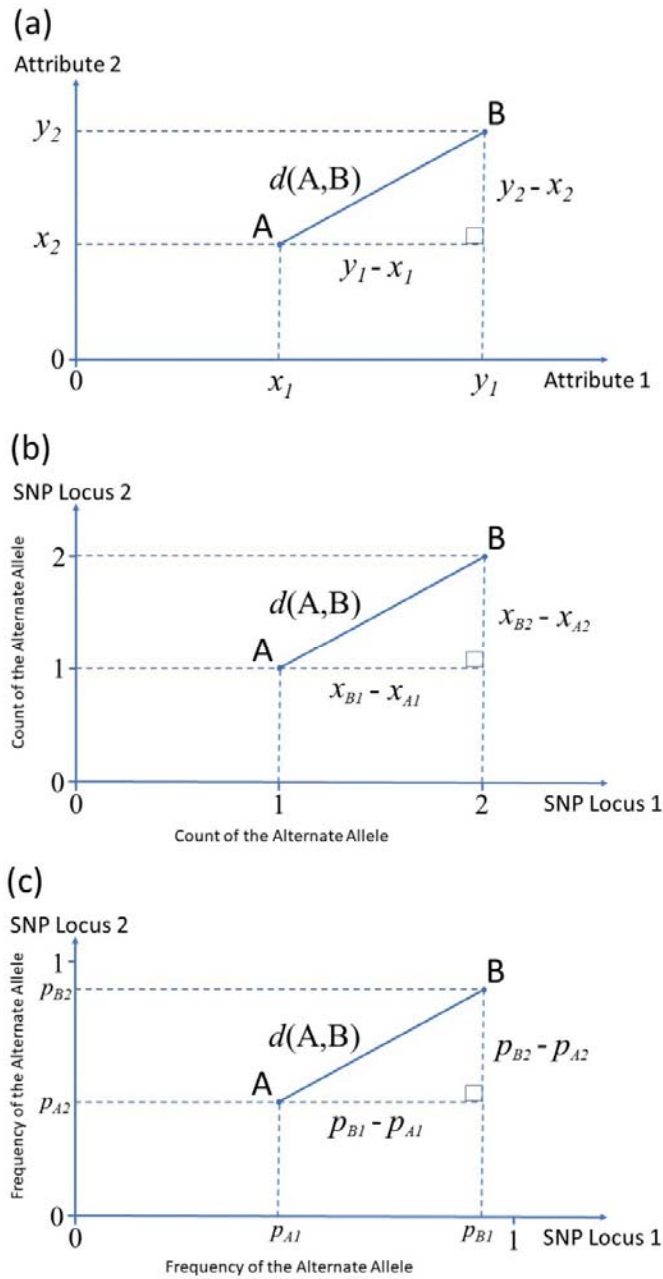 (a)
Attribute 2
y2
B
d(A,B)
y2 - x2
A
x2
y1 - x1
0
0
x1
y1
Attribute 1
(b)
SNP Locus 2
Count of the Alternate Allele
2
B
d(A,B)
xB2 – xA2
A
1
xB1 – xA1
0
0
1
2
SNP Locus 1
Count of the Alternate Allele
(c)
SNP Locus 2
Frequency of the Alternate Allele
1
pB2
B
d(A,B)
pB2 – pA2
A
pA2
pB1 – pA1
0
0
pA1
pB1
1
SNP Locus 1
Frequency of the Alternate Allele